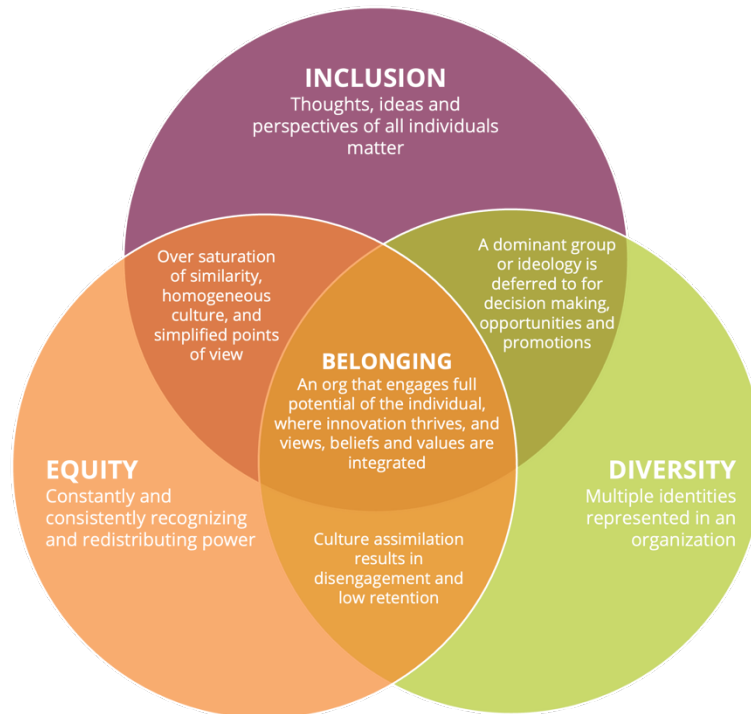 INCLUSION
Thoughts, ideas and
perspectives of all individuals
matter
Over saturation
of similarity,
homogeneous
culture, and
simplified points
of view
A dominant group
or ideology is
deferred to for
decision making,
opportunities and
promotions
BELONGING
An org that engages full
potential of the individual,
where innovation thrives, and
views, beliefs and values are
integrated
EQUITY
Constantly and
consistently recognizing
and redistributing power
DIVERSITY
Multiple identities
represented in an
organization
Culture assimilation
results in
disengagement and
low retention